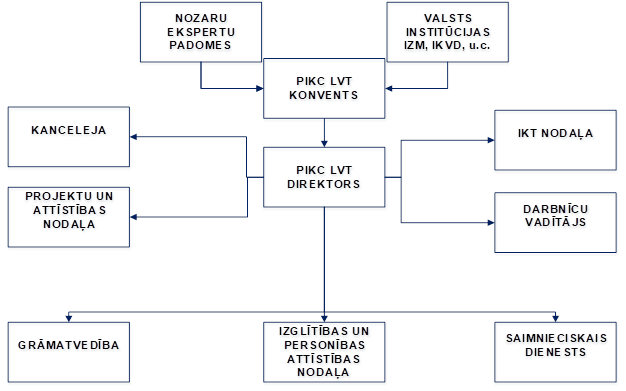 NOZARU
EKSPERTU
PADOMES
VALSTS
INSTITŪCIJAS
IZM, IKVD, u.c.
PIKC LVT
KONVENTS
KANCELEJA
IKT NODAĻA
PIKC LVT
DIREKTORS
PROJEKTU UN
ATTĪSTĪBAS
NODAĻA
DARBNĪCU
VADĪTĀJS
GRĀMATVEDĪBA
IZGLĪTĪBAS UN
PERSONĪBAS
ATTĪSTĪBAS
NODAĻA
SAIMNIECISKAIS
DIENESTS